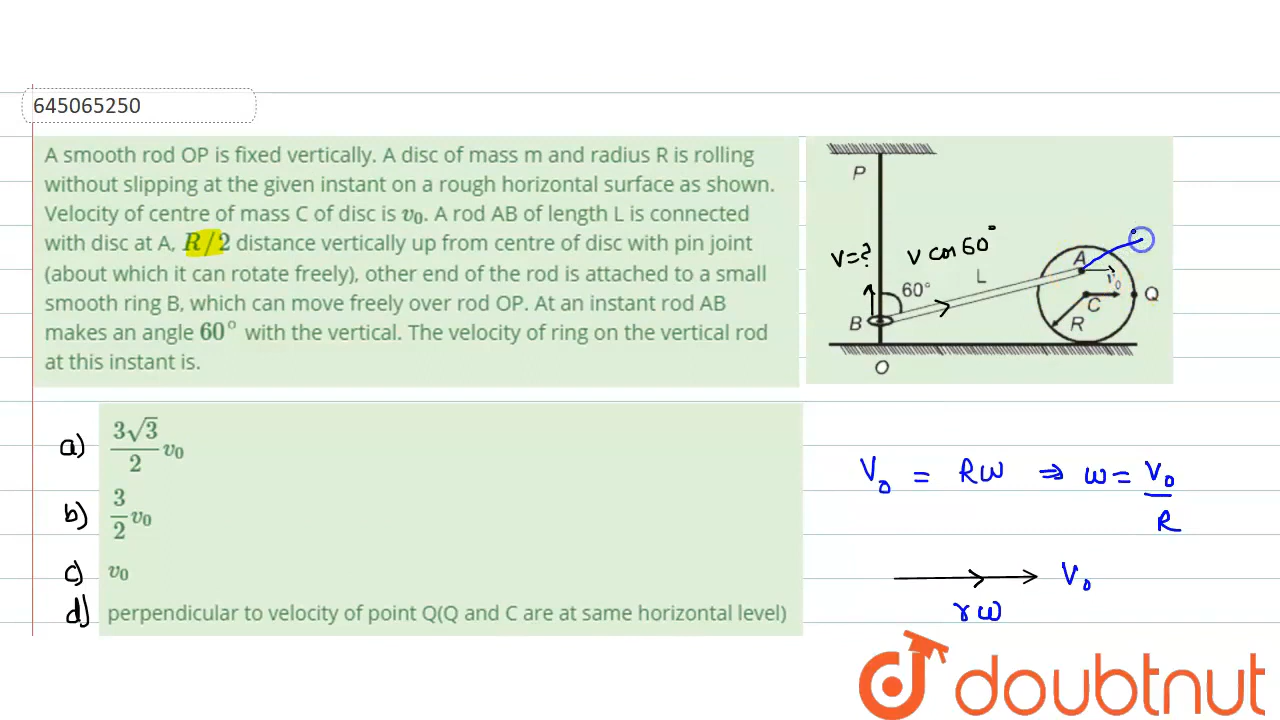 645065250
A smooth rod OP is fixed vertically. A disc of mass m and radius R is rolling
without slipping at the given instant on a rough horizontal surface as shown.
Velocity of centre of mass C of disc is v₀. A rod AB of length L is connected
with disc at A, R/2 distance vertically up from centre of disc with pin joint
(about which it can rotate freely), other end of the rod is attached to a small
smooth ring B, which can move freely over rod OP. At an instant rod AB
makes an angle 60° with the vertical. The velocity of ring on the vertical rod
at this instant is.
P
v=? v cos 60°
A
L
60°
v₀
Q
C
B
R
O
a) 3√3/2 v₀
b) 3/2 v₀
c) v₀
d) perpendicular to velocity of point Q(Q and C are at same horizontal level)
V₀ = Rω ⇒ ω = V₀/R
V₀
rω
doubtnut